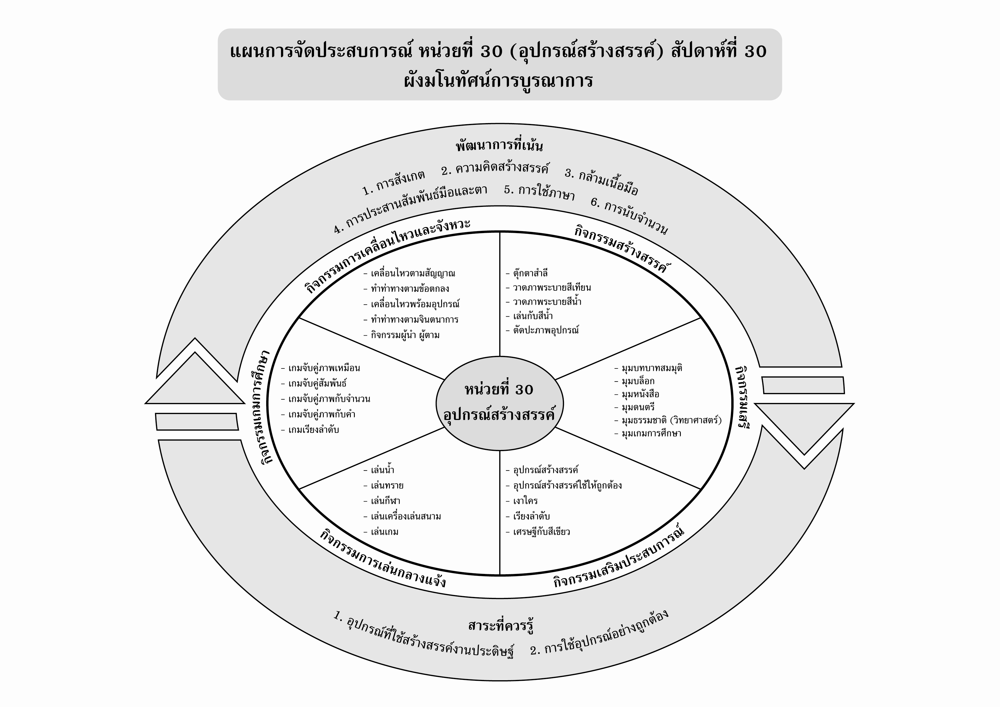 แผนการจัดประสบการณ์ หน่วยที่ 30 (อุปกรณ์สร้างสรรค์) สัปดาห์ที่ 30
ผังมโนทัศน์การบูรณาการ
พัฒนาการที่เน้น
1. การสังเกต 2. ความคิดสร้างสรรค์ 3. กล้ามเนื้อมือ
4. การประสานสัมพันธ์มือและตา 5. การใช้ภาษา 6. การนับจำนวน
กิจกรรมการเคลื่อนไหวและจังหวะ
- เคลื่อนไหวตามสัญญาณ
- ทำท่าทางตามข้อตกลง
- เคลื่อนไหวพร้อมอุปกรณ์
- ทำท่าทางตามจินตนาการ
- กิจกรรมผู้นำ ผู้ตาม
กิจกรรมสร้างสรรค์
- ตุ๊กตาสำลี
- วาดภาพระบายสีเทียน
- วาดภาพระบายสีน้ำ
- เล่นกับสีน้ำ
- ตัดปะภาพอุปกรณ์
กิจกรรมเกมการศึกษา
- เกมจับคู่ภาพเหมือน
- เกมจับคู่สัมพันธ์
- เกมจับคู่ภาพกับจำนวน
- เกมจับคู่ภาพกับคำ
- เกมเรียงลำดับ
หน่วยที่ 30
อุปกรณ์สร้างสรรค์
กิจกรรมเสรี
- มุมบทบาทสมมุติ
- มุมบล็อก
- มุมหนังสือ
- มุมดนตรี
- มุมธรรมชาติ (วิทยาศาสตร์)
- มุมเกมการศึกษา
- เล่นน้ำ
- เล่นทราย
- เล่นกีฬา
- เล่นเครื่องเล่นสนาม
- เล่นเกม
กิจกรรมการเล่นกลางแจ้ง
- อุปกรณ์สร้างสรรค์
- อุปกรณ์สร้างสรรค์ใช้ให้ถูกต้อง
- เงาใคร
- เรียงลำดับ
- เศรษฐีกับสีเขียว
กิจกรรมเสริมประสบการณ์
สาระที่ควรรู้
1. อุปกรณ์ที่ใช้สร้างสรรค์งานประดิษฐ์ 2. การใช้อุปกรณ์อย่างถูกต้อง